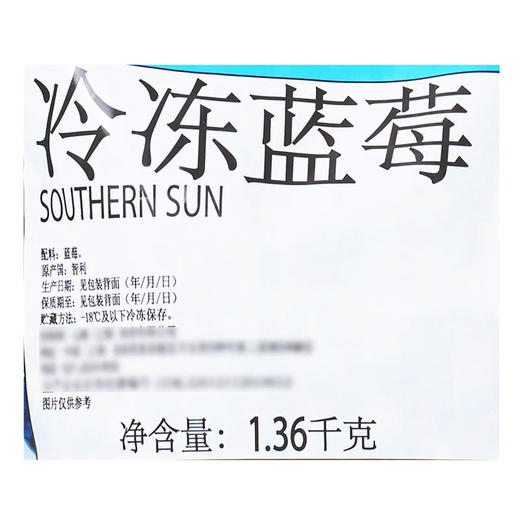 冷冻蓝莓
SOUTHERN SUN
配料：蓝莓。
原产国：智利
生产日期：见包装背面（年/月/日）
保质期至：见包装背面（年/月/日）
贮藏方法：-18℃及以下冷冻保存。
图片仅供参考
净含量：1.36千克